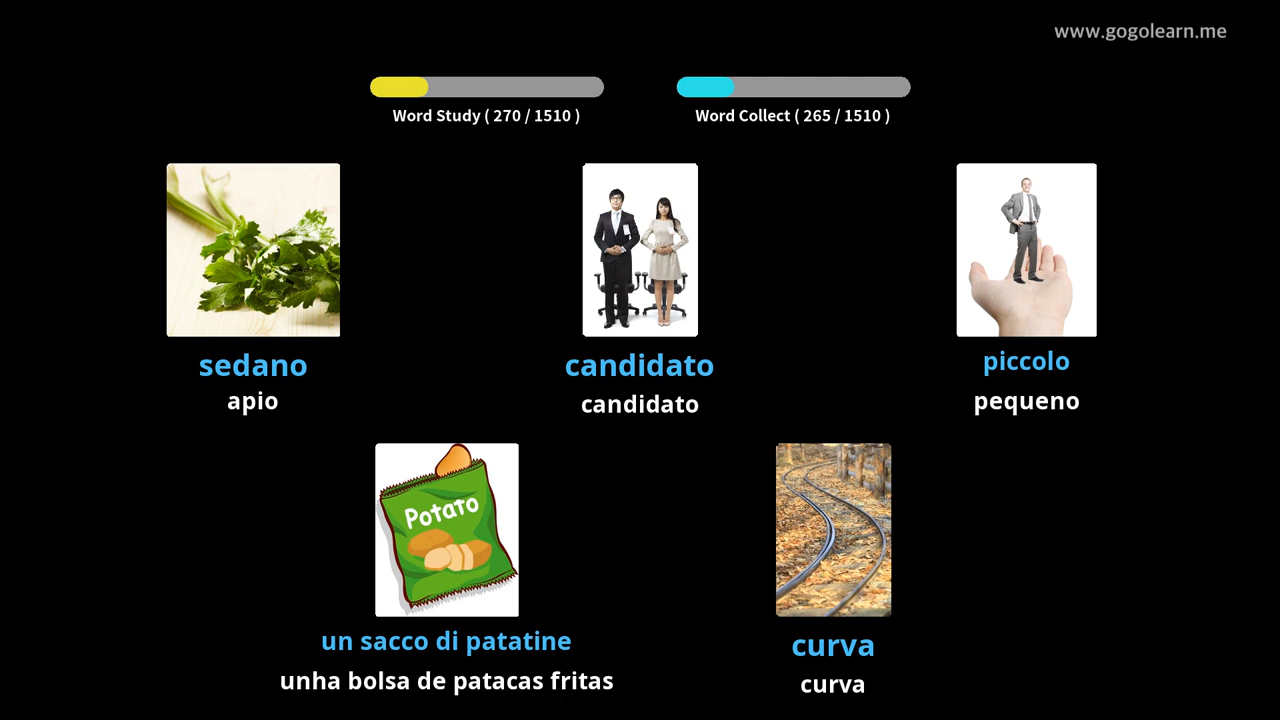 www.gogolearn.me
Word Study ( 270 / 1510 )
Word Collect ( 265 / 1510 )
sedano
apio
candidato
candidato
piccolo
pequeno
Potato
un sacco di patatine
unha bolsa de patacas fritas
curva
curva